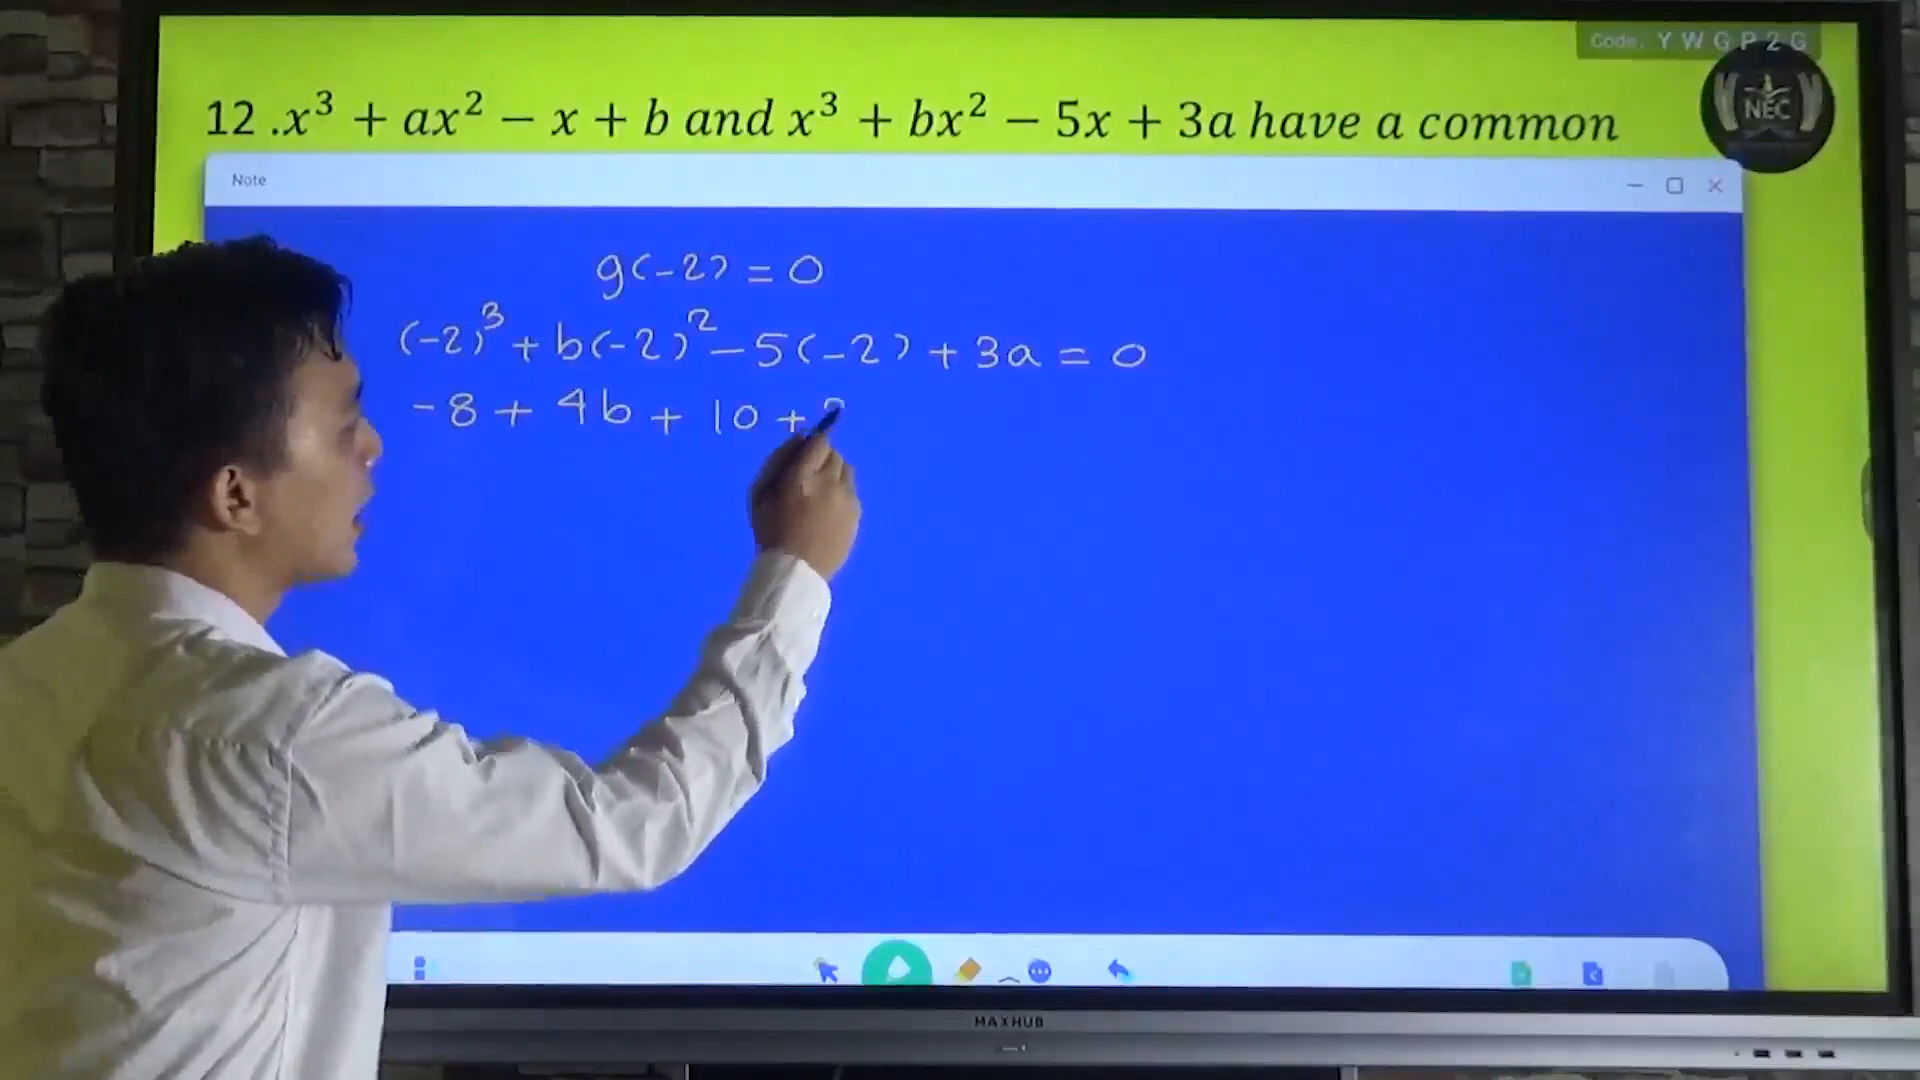 Code: Y W G P 2 G
12 .x³ + ax² − x + b and x³ + bx² − 5x + 3a have a common
NEC
Note
g(-2) = 0
(-2)³ + b(-2)² - 5(-2) + 3a = 0
-8 + 4b + 10 +
MAXHUB